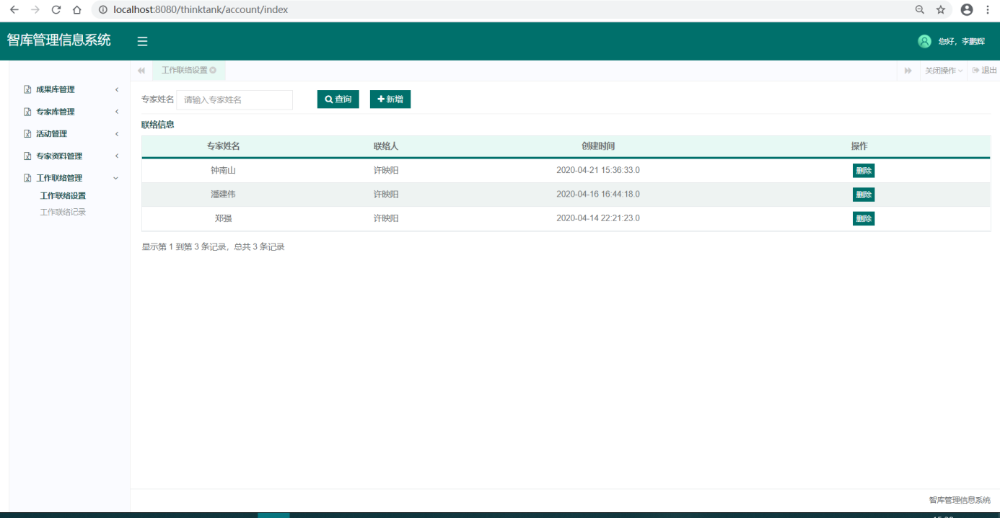 localhost:8080/thinktank/account/index
智库管理信息系统
您好，李鹏辉
工作联络设置
关闭操作
退出
成果库管理
专家库管理
活动管理
专家资料管理
工作联络管理
工作联络设置
工作联络记录
专家姓名 请输入专家姓名 查询 新增
联络信息
专家姓名 联络人 创建时间 操作
钟南山 许映阳 2020-04-21 15:36:33.0 删除
潘建伟 许映阳 2020-04-16 16:44:18.0 删除
郑强 许映阳 2020-04-14 22:21:23.0 删除
显示第 1 到第 3 条记录，总共 3 条记录
智库管理信息系统